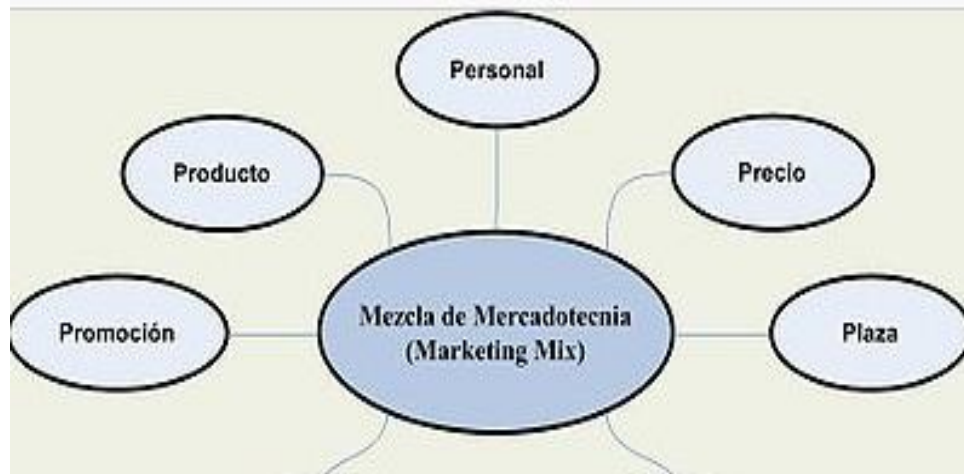 Personal
Producto
Precio
Promoción
Mezcla de Mercadotecnia
(Marketing Mix)
Plaza